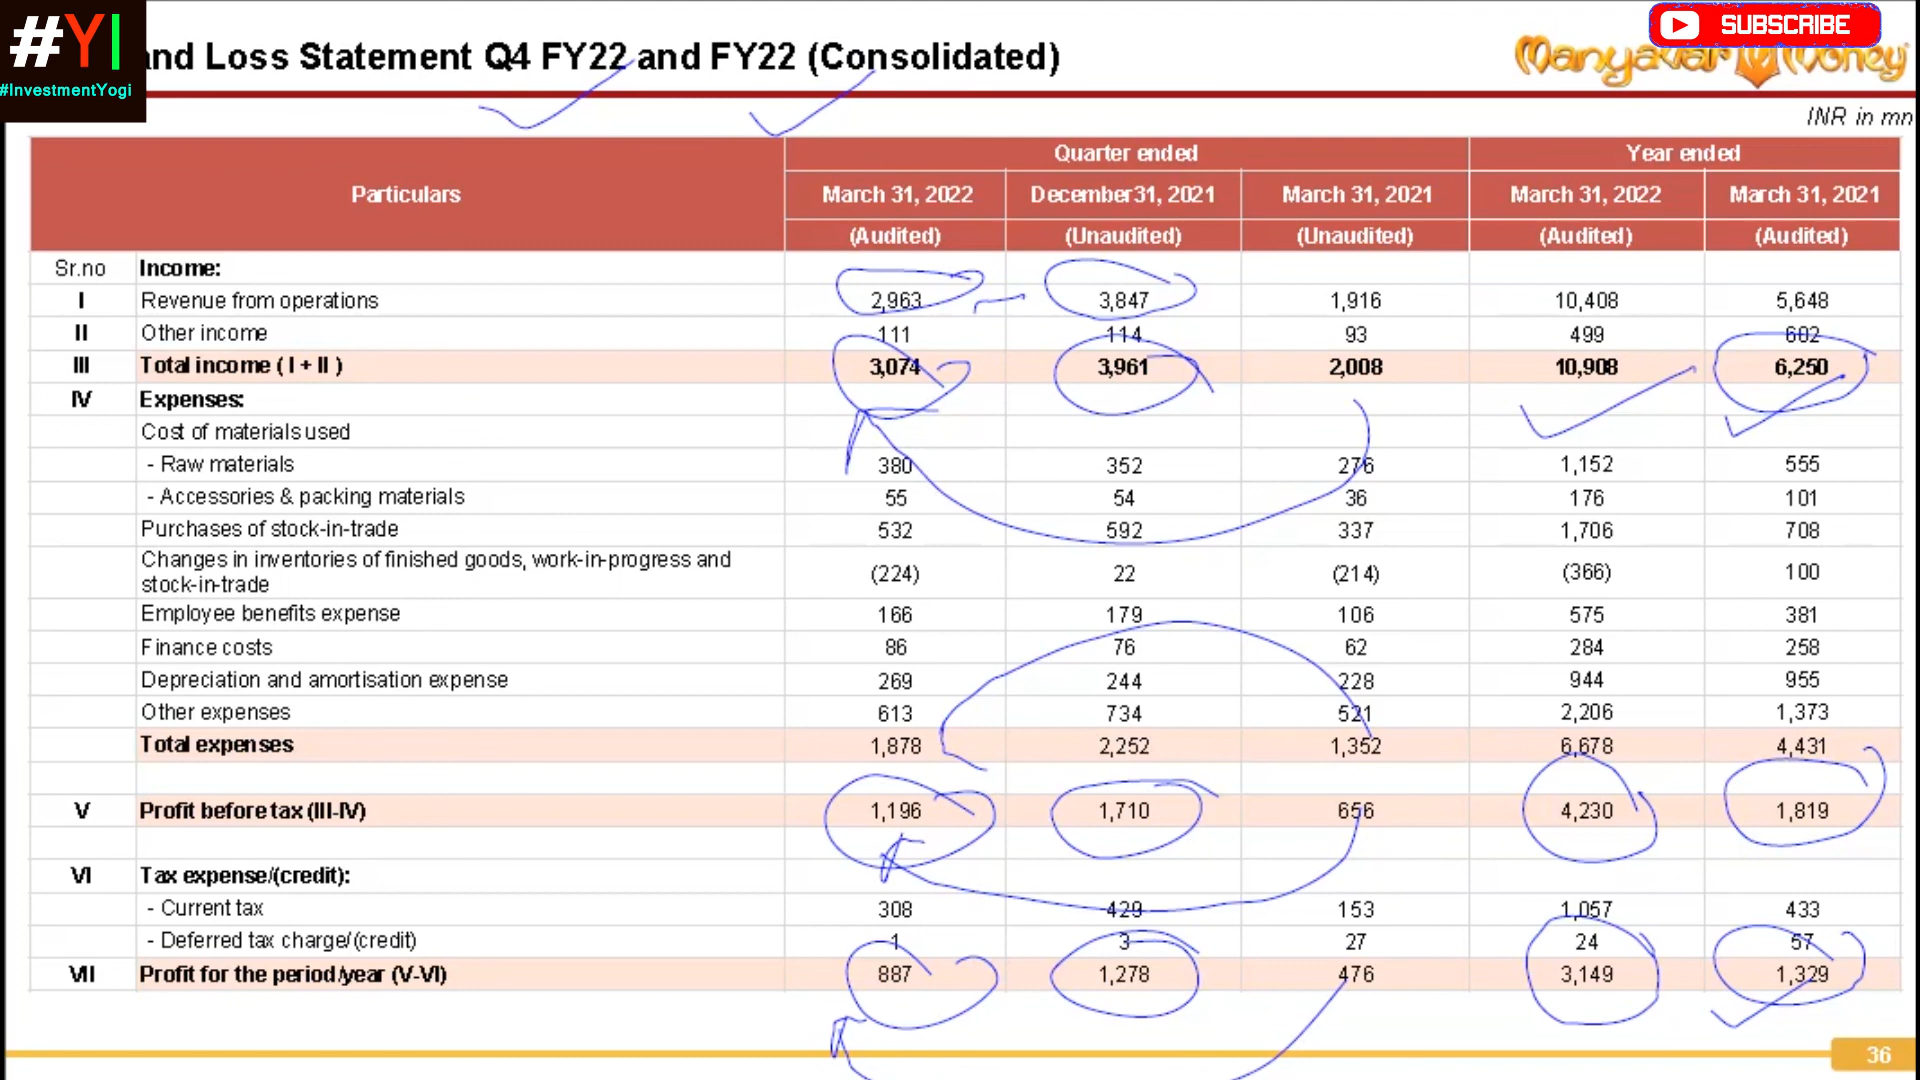 #YI
#InvestmentYogi
and Loss Statement Q4 FY22 and FY22 (Consolidated)
SUBSCRIBE
Manyavar Money
INR in mn
Particulars Quarter ended Year ended
March 31, 2022 December31, 2021 March 31, 2021 March 31, 2022 March 31, 2021
(Audited) (Unaudited) (Unaudited) (Audited) (Audited)
Sr.no Income:
I Revenue from operations 2,963 3,847 1,916 10,408 5,648
II Other income 111 114 93 499 602
III Total income ( I + II ) 3,074 3,961 2,008 10,908 6,250
IV Expenses:
Cost of materials used
- Raw materials 380 352 276 1,152 555
- Accessories & packing materials 55 54 36 176 101
Purchases of stock-in-trade 532 592 337 1,706 708
Changes in inventories of finished goods, work-in-progress and
stock-in-trade (224) 22 (214) (366) 100
Employee benefits expense 166 179 106 575 381
Finance costs 86 76 62 284 258
Depreciation and amortisation expense 269 244 228 944 955
Other expenses 613 734 521 2,206 1,373
Total expenses 1,878 2,252 1,352 6,678 4,431
V Profit before tax (III-IV) 1,196 1,710 656 4,230 1,819
VI Tax expense/(credit):
- Current tax 308 429 153 1,057 433
- Deferred tax charge/(credit) 1 3 27 24 57
VII Profit for the period/year (V-VI) 887 1,278 476 3,149 1,329
36